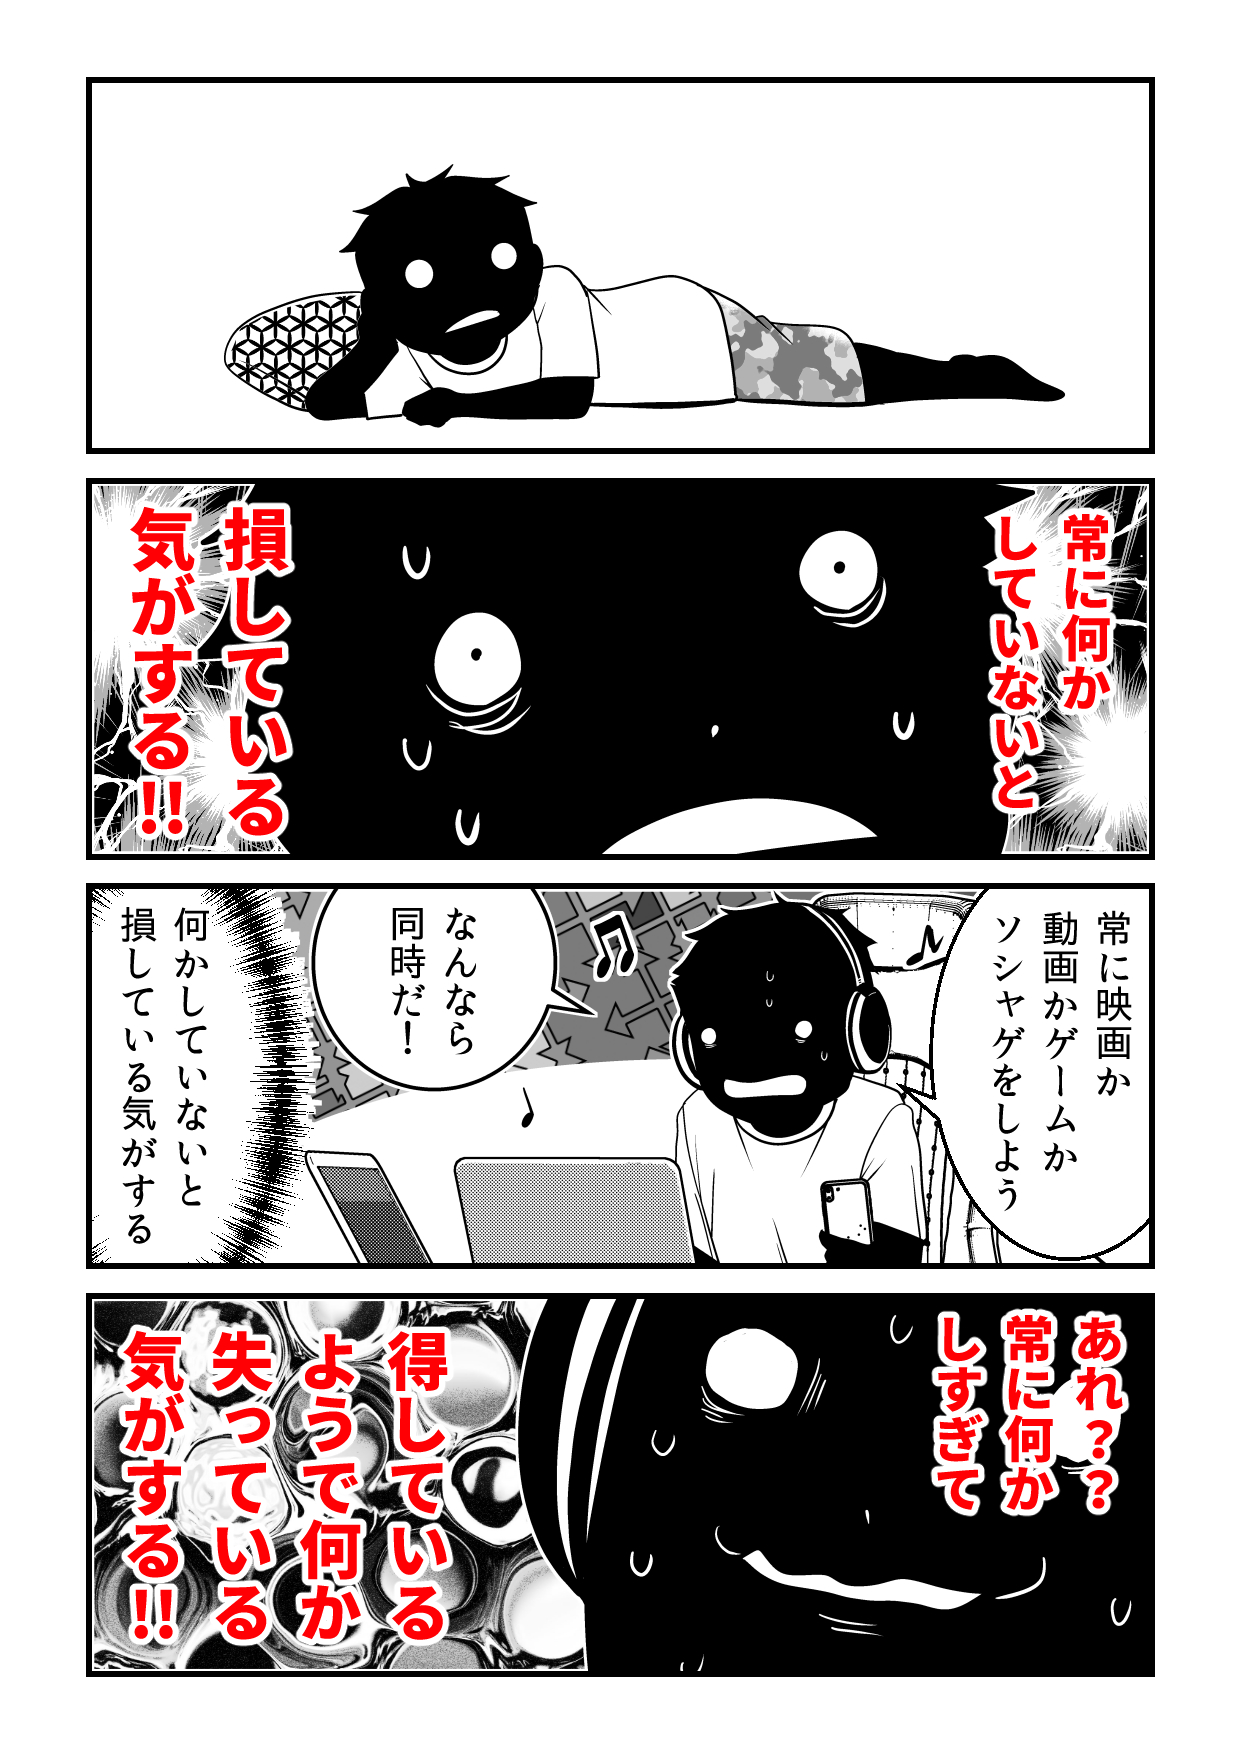 常に何か
していないと
損している
気がする!!
常に映画か
動画かゲームか
ソシャゲをしよう
なんなら
同時だ！
何かしていないと
損している気がする
あれ？？
常に何か
しすぎて
得している
ようで何か
失っている
気がする!!